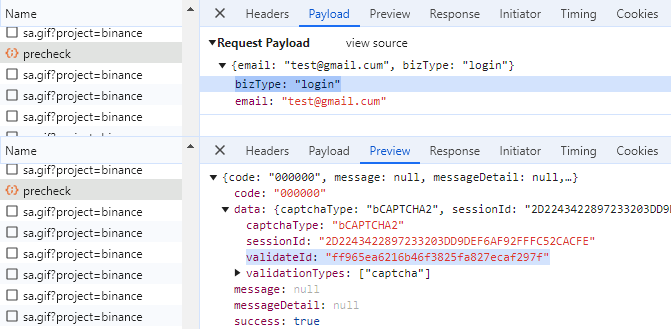 Name
sa.gif?project=binance
precheck
sa.gif?project=binance
sa.gif?project=binance
sa.gif?project=binance
sa.gif?project=binance
Headers Payload Preview Response Initiator Timing Cookies
Request Payload view source
{email: "test@gmail.cum", bizType: "login"}
bizType: "login"
email: "test@gmail.cum"
Name
sa.gif?project=binance
precheck
sa.gif?project=binance
sa.gif?project=binance
sa.gif?project=binance
sa.gif?project=binance
sa.gif?project=binance
sa.gif?project=binance
Headers Payload Preview Response Initiator Timing Cookies
{code: "000000", message: null, messageDetail: null,…}
code: "000000"
data: {captchaType: "bCAPTCHA2", sessionId: "2D2243422897233203DD9
captchaType: "bCAPTCHA2"
sessionId: "2D2243422897233203DD9DEF6AF92FFFC52CACFE"
validateId: "ff965ea6216b46f3825fa827ecaf297f"
validationTypes: ["captcha"]
message: null
messageDetail: null
success: true